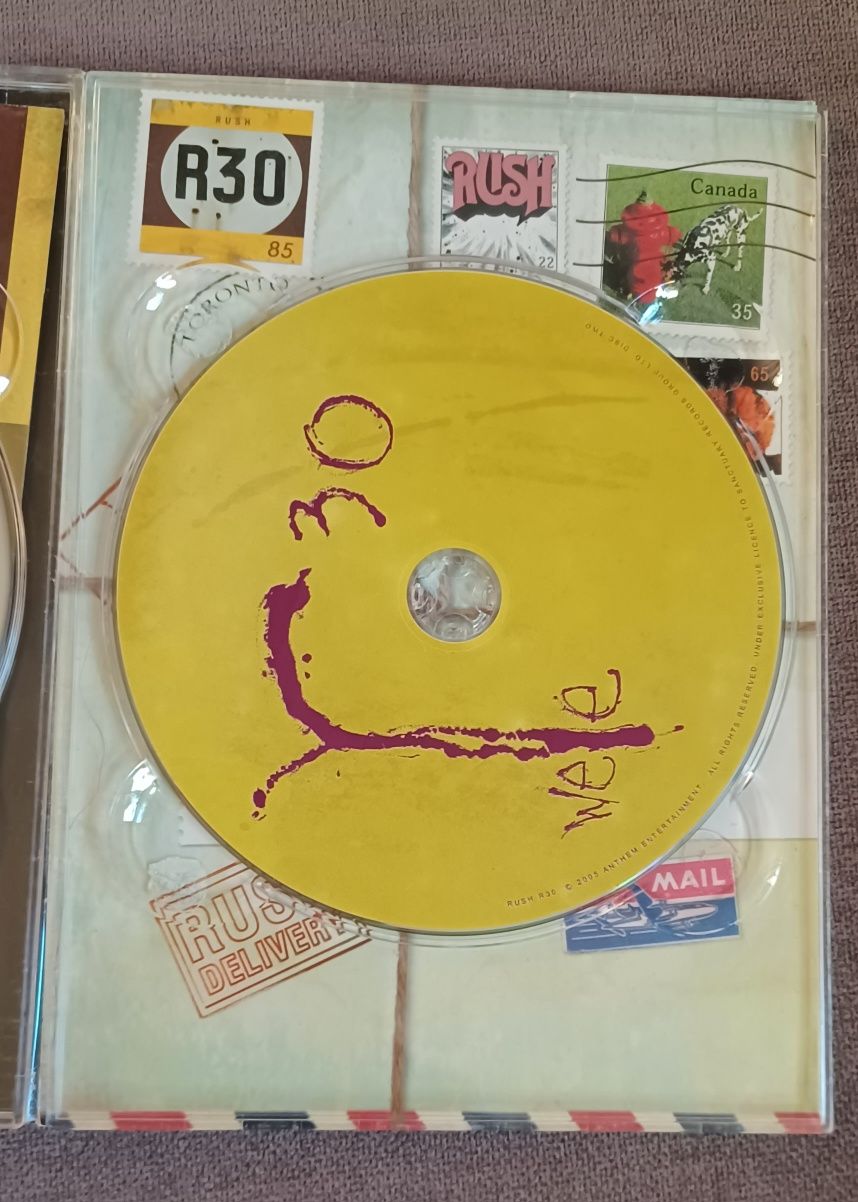 RUSH
R30
85
RUSH
22
Canada
35
65
TORONTO
30
we
e
RUSH R30. © 2005 ANTHEM ENTERTAINMENT. ALL RIGHTS RESERVED. UNDER EXCLUSIVE LICENCE TO SANCTUARY RECORDS GROUP LTD. DISC TWO
RUS
DELIVERY
MAIL